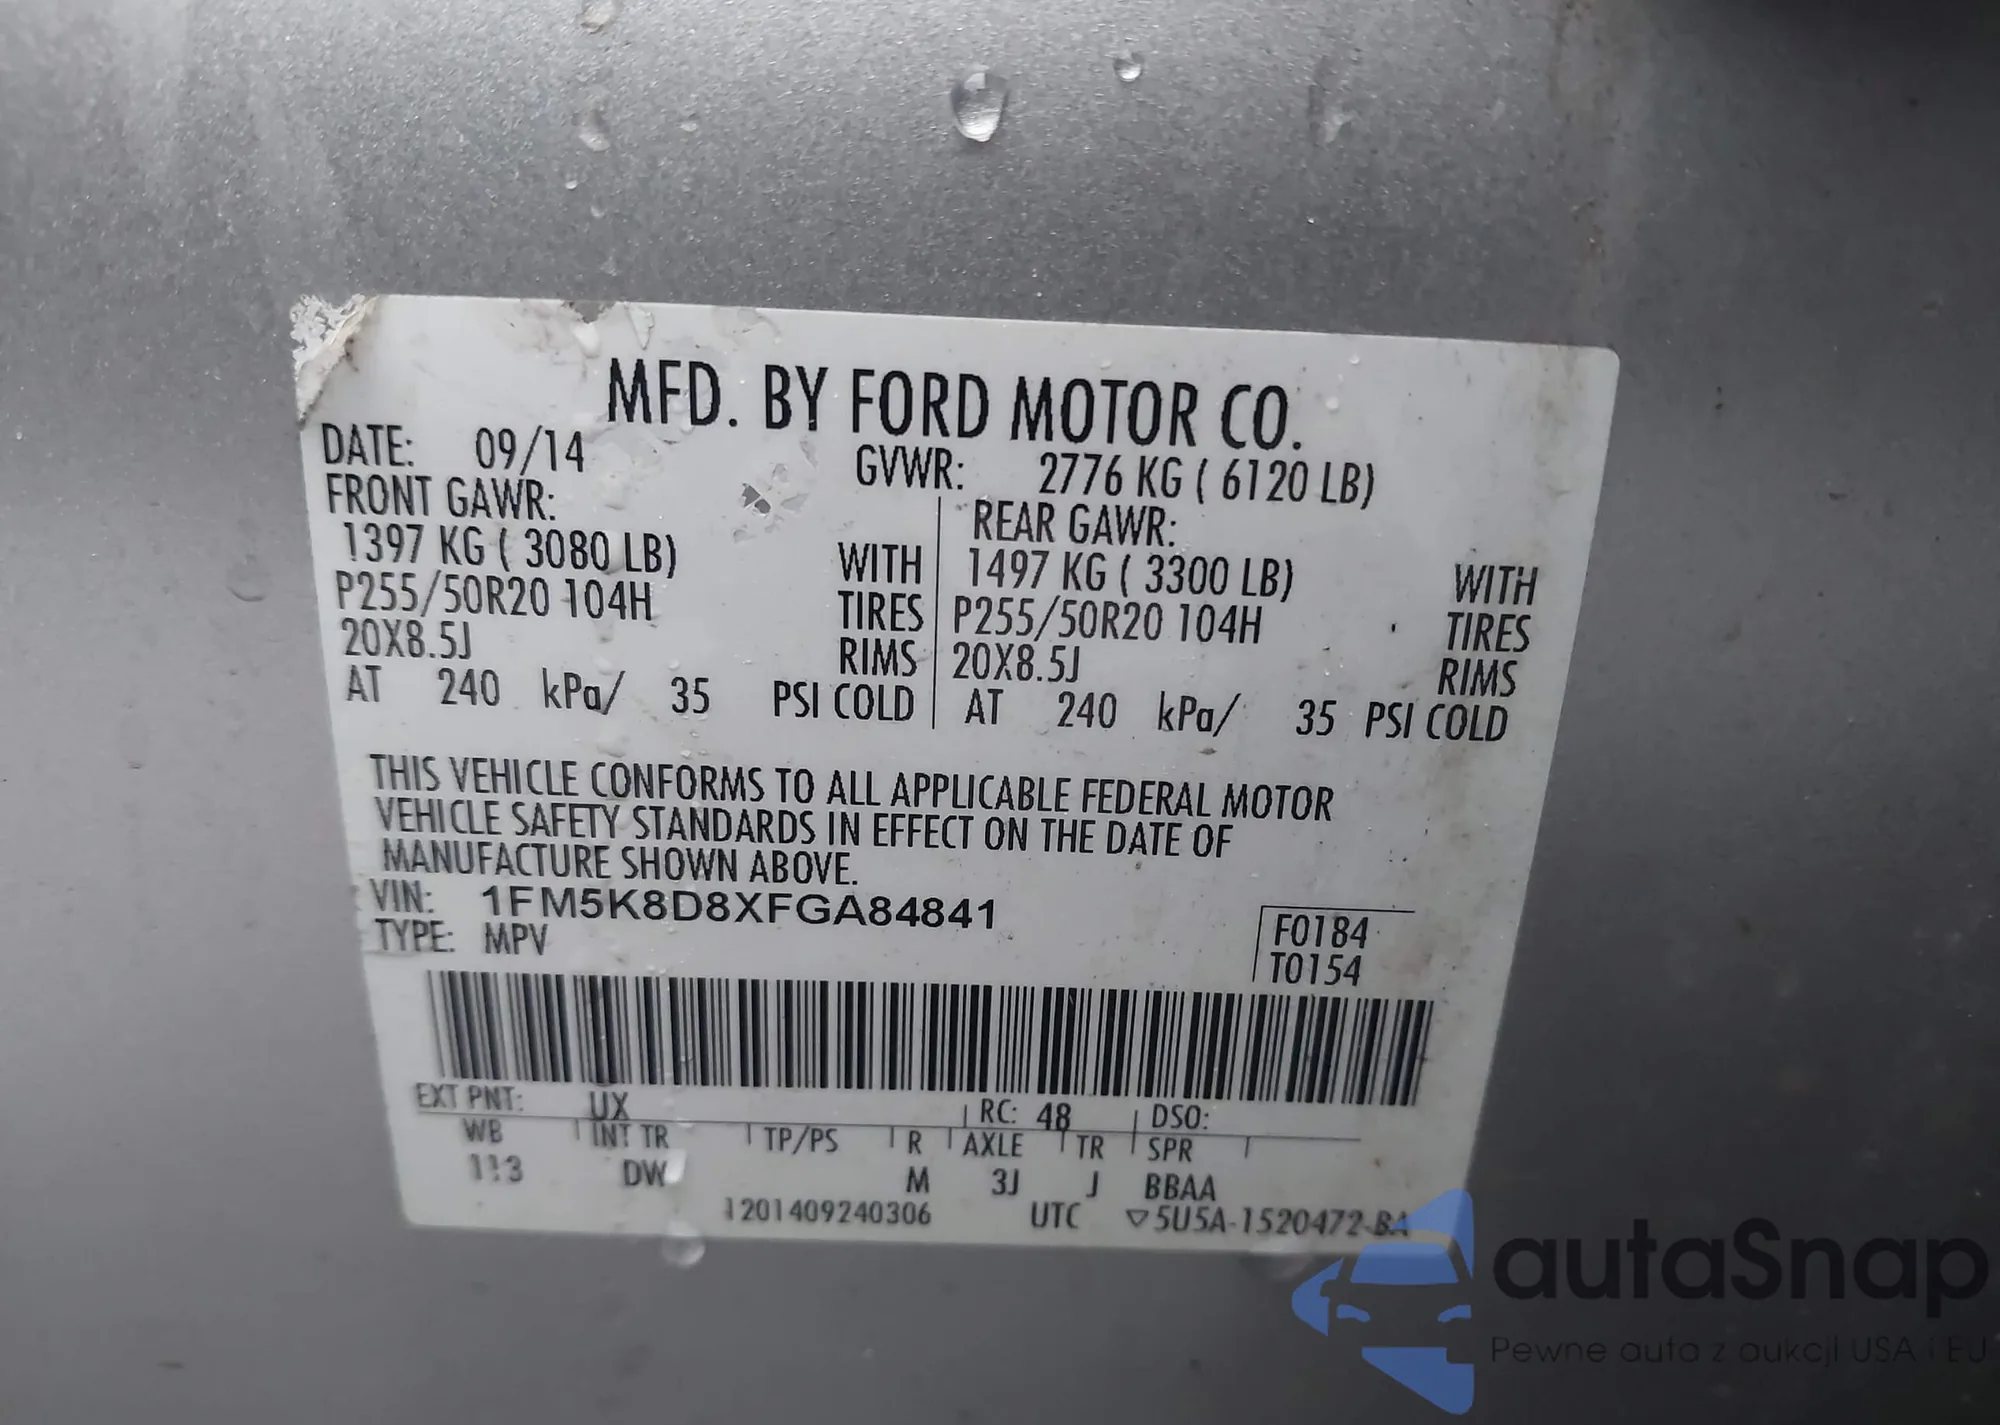 MFD. BY FORD MOTOR CO.
DATE: 09/14 GVWR: 2776 KG ( 6120 LB)
FRONT GAWR: REAR GAWR:
1397 KG ( 3080 LB) WITH 1497 KG ( 3300 LB) WITH
P255/50R20 104H TIRES P255/50R20 104H TIRES
20X8.5J RIMS 20X8.5J RIMS
AT 240 kPa/ 35 PSI COLD AT 240 kPa/ 35 PSI COLD
THIS VEHICLE CONFORMS TO ALL APPLICABLE FEDERAL MOTOR
VEHICLE SAFETY STANDARDS IN EFFECT ON THE DATE OF
MANUFACTURE SHOWN ABOVE.
VIN: 1FM5K8D8XFGA84841
TYPE: MPV
F0184
T0154
EXT PNT: UX RC: 48 DSO:
WB INT TR TP/PS R AXLE TR SPR
113 DW M 3J J BBAA
1201409240306 UTC ▽5U5A-1520472-BA
autaSnap
Pewne auta z aukcji USA i EU